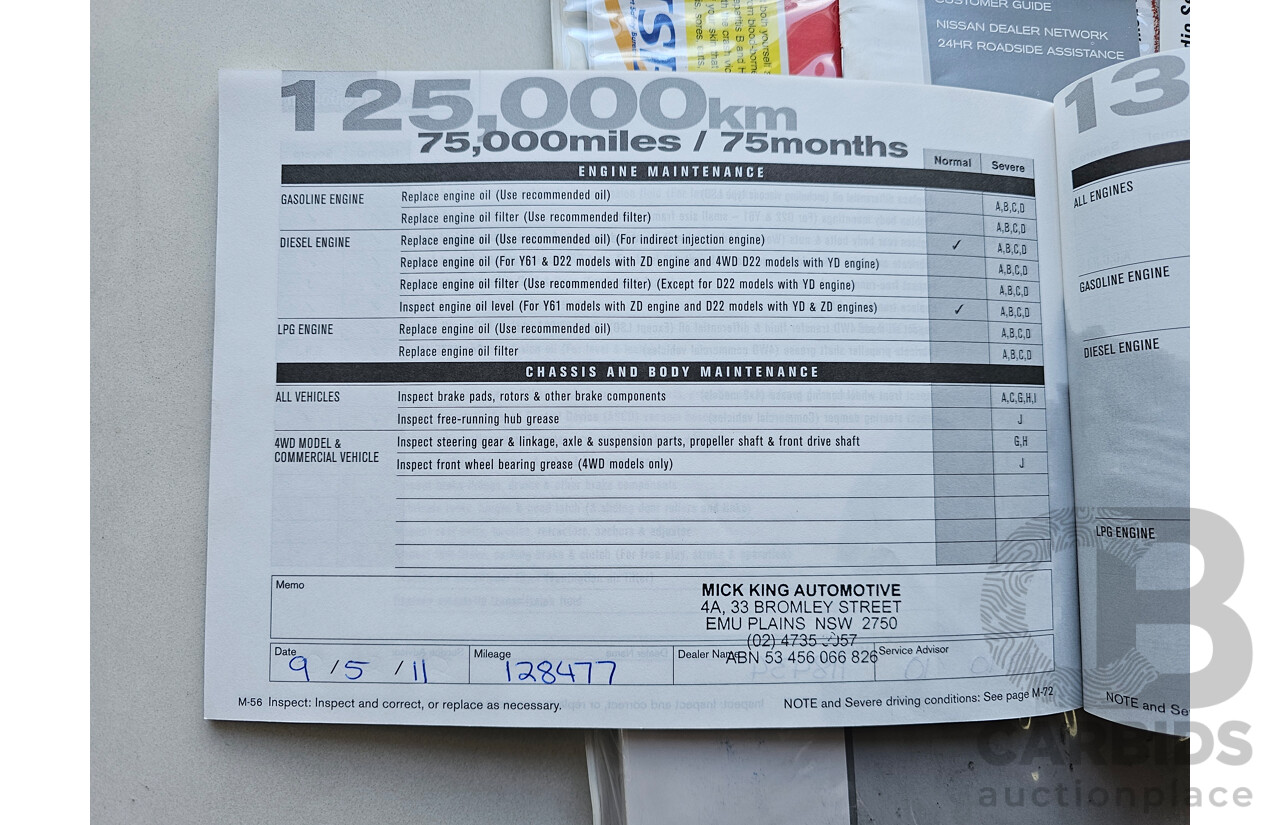 CUSTOMER GUIDE
NISSAN DEALER NETWORK
24HR ROADSIDE ASSISTANCE
125,000km
75,000miles / 75months
Normal Severe
ENGINE MAINTENANCE
GASOLINE ENGINE Replace engine oil (Use recommended oil) A,B,C,D
Replace engine oil filter (Use recommended filter) A,B,C,D
DIESEL ENGINE Replace engine oil (Use recommended oil) (For indirect injection engine) ✓ A,B,C,D
Replace engine oil (For Y61 & D22 models with ZD engine and 4WD D22 models with YD engine) A,B,C,D
Replace engine oil filter (Use recommended filter) (Except for D22 models with YD engine) A,B,C,D
Inspect engine oil level (For Y61 models with ZD engine and D22 models with YD & ZD engines) ✓ A,B,C,D
LPG ENGINE Replace engine oil (Use recommended oil) A,B,C,D
Replace engine oil filter A,B,C,D
CHASSIS AND BODY MAINTENANCE
ALL VEHICLES Inspect brake pads, rotors & other brake components A,C,G,H,I
Inspect free-running hub grease J
4WD MODEL & Inspect steering gear & linkage, axle & suspension parts, propeller shaft & front drive shaft G,H
COMMERCIAL VEHICLE Inspect front wheel bearing grease (4WD models only) J
Memo
MICK KING AUTOMOTIVE
4A, 33 BROMLEY STREET
EMU PLAINS NSW 2750
(02) 4735
ABN 53 456 066 826
Date 9/5/11 Mileage 128477 Dealer Name Service Advisor
M-56 Inspect: Inspect and correct, or replace as necessary. NOTE and Severe driving conditions: See page M-72
13
ALL ENGINES
GASOLINE ENGINE
DIESEL ENGINE
LPG ENGINE
NOTE and Se
CARBIDS
auctionplace